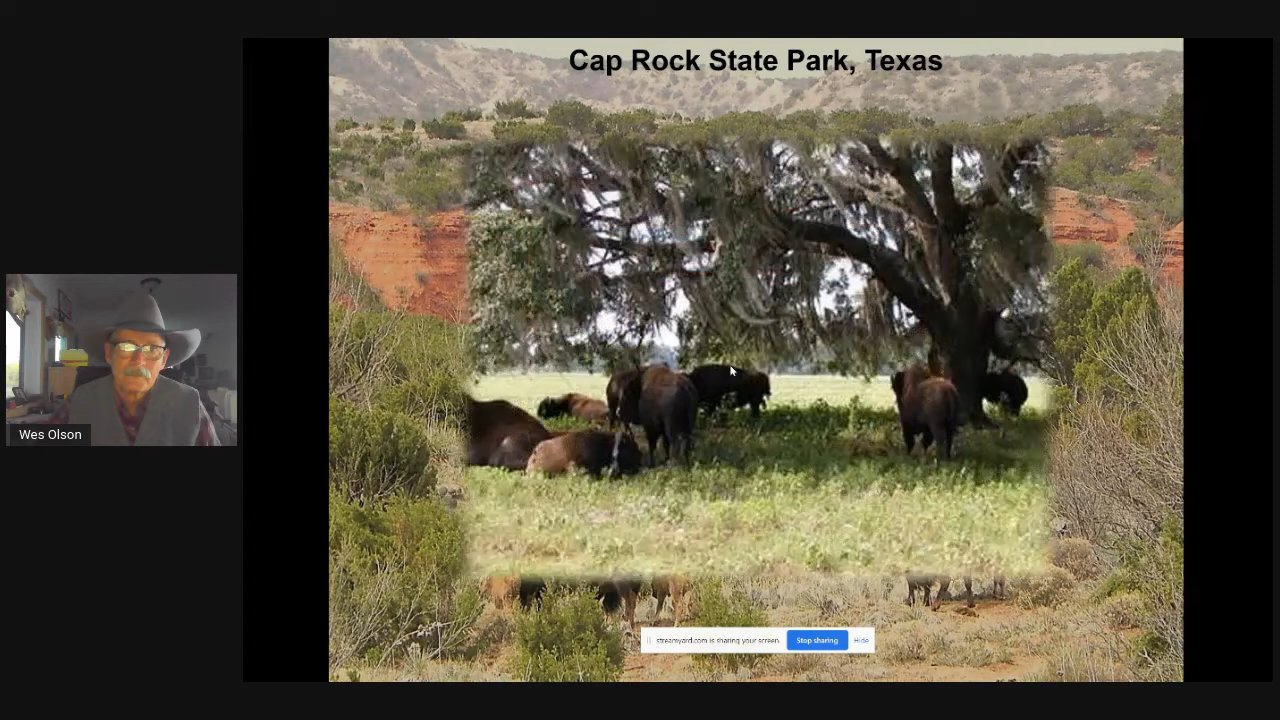 Cap Rock State Park, Texas
Wes Olson
streamyard.com is sharing your screen.
Stop sharing
Hide